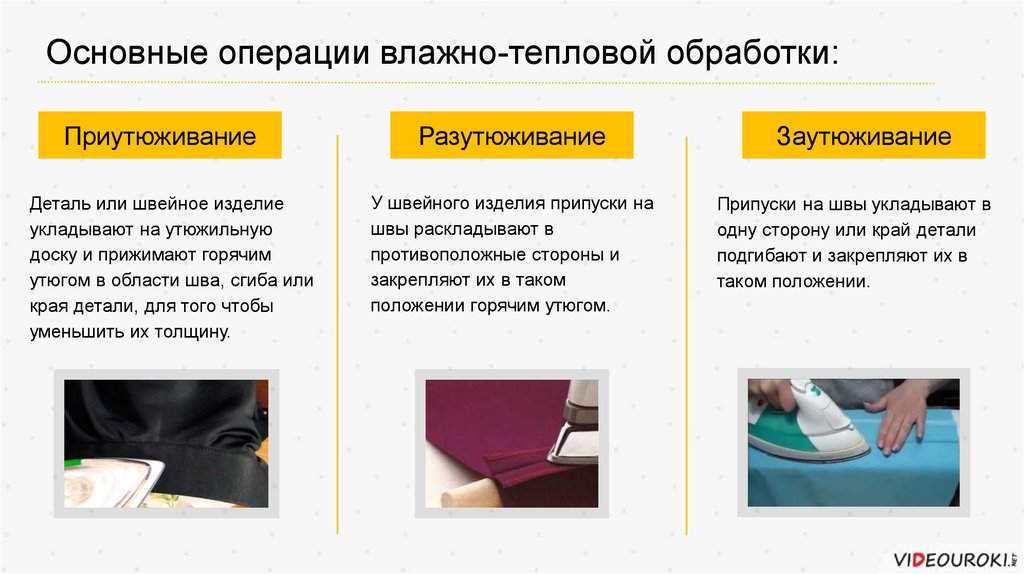 Основные операции влажно-тепловой обработки:
Приутюживание
Деталь или швейное изделие
укладывают на утюжильную
доску и прижимают горячим
утюгом в области шва, сгиба или
края детали, для того чтобы
уменьшить их толщину.
Разутюживание
У швейного изделия припуски на
швы раскладывают в
противоположные стороны и
закрепляют их в таком
положении горячим утюгом.
Заутюживание
Припуски на швы укладывают в
одну сторону или край детали
подгибают и закрепляют их в
таком положении.
VIDEOUROKI.NET